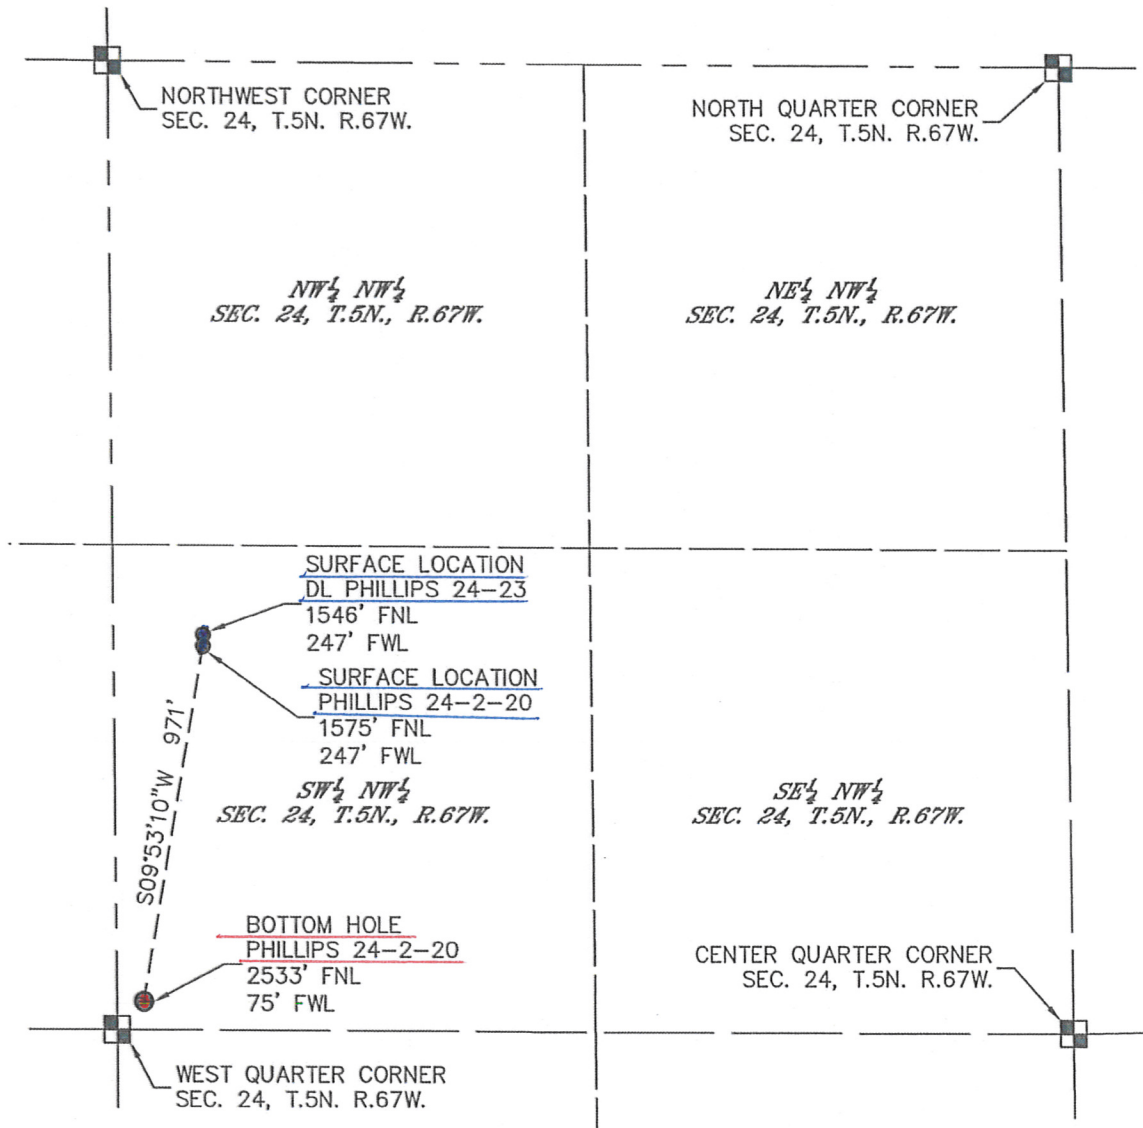 NORTHWEST CORNER
SEC. 24, T.5N. R.67W.
NORTH QUARTER CORNER
SEC. 24, T.5N. R.67W.
NW¼ NW¼
SEC. 24, T.5N., R.67W.
NE¼ NW¼
SEC. 24, T.5N., R.67W.
SURFACE LOCATION
DL PHILLIPS 24-23
1546' FNL
247' FWL
SURFACE LOCATION
PHILLIPS 24-2-20
1575' FNL
247' FWL
S09°53'10"W 971'
SW¼ NW¼
SEC. 24, T.5N., R.67W.
SE¼ NW¼
SEC. 24, T.5N., R.67W.
BOTTOM HOLE
PHILLIPS 24-2-20
2533' FNL
75' FWL
CENTER QUARTER CORNER
SEC. 24, T.5N. R.67W.
WEST QUARTER CORNER
SEC. 24, T.5N. R.67W.